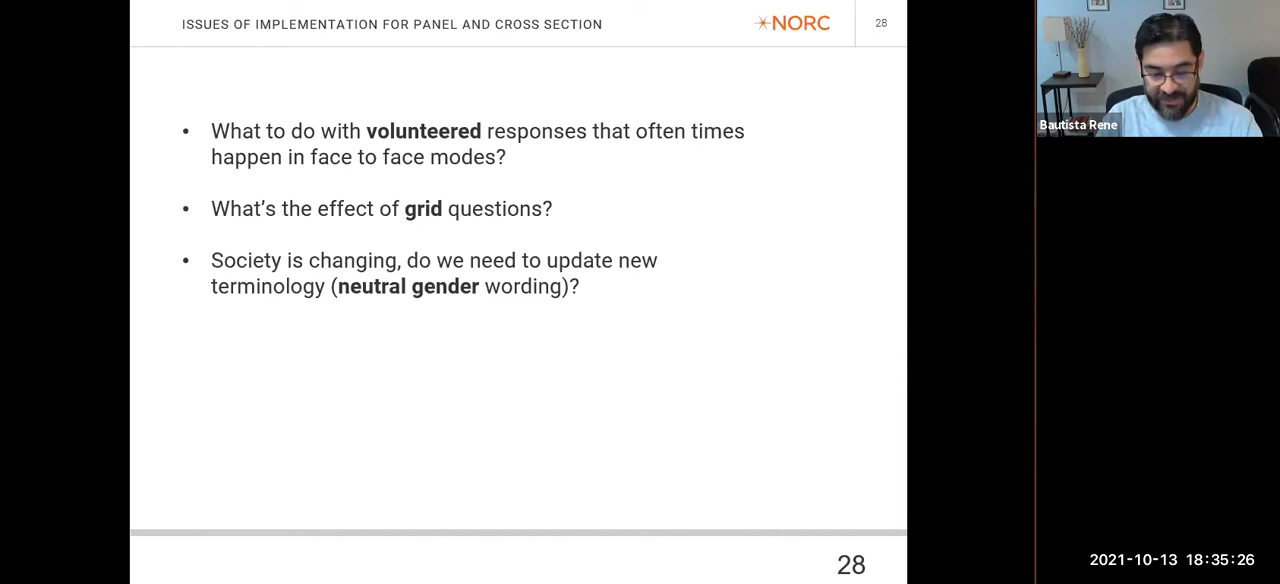 ISSUES OF IMPLEMENTATION FOR PANEL AND CROSS SECTION
NORC
28
• What to do with volunteered responses that often times
happen in face to face modes?
• What's the effect of grid questions?
• Society is changing, do we need to update new
terminology (neutral gender wording)?
28
Bautista Rene
2021-10-13 18:35:26